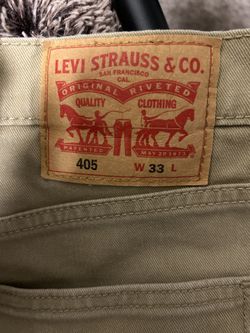 LEVI STRAUSS & CO.
SAN FRANCISCO
CAL.
ORIGINAL RIVETED
QUALITY CLOTHING
PATENTED MAY 20 1873
405 W 33 L